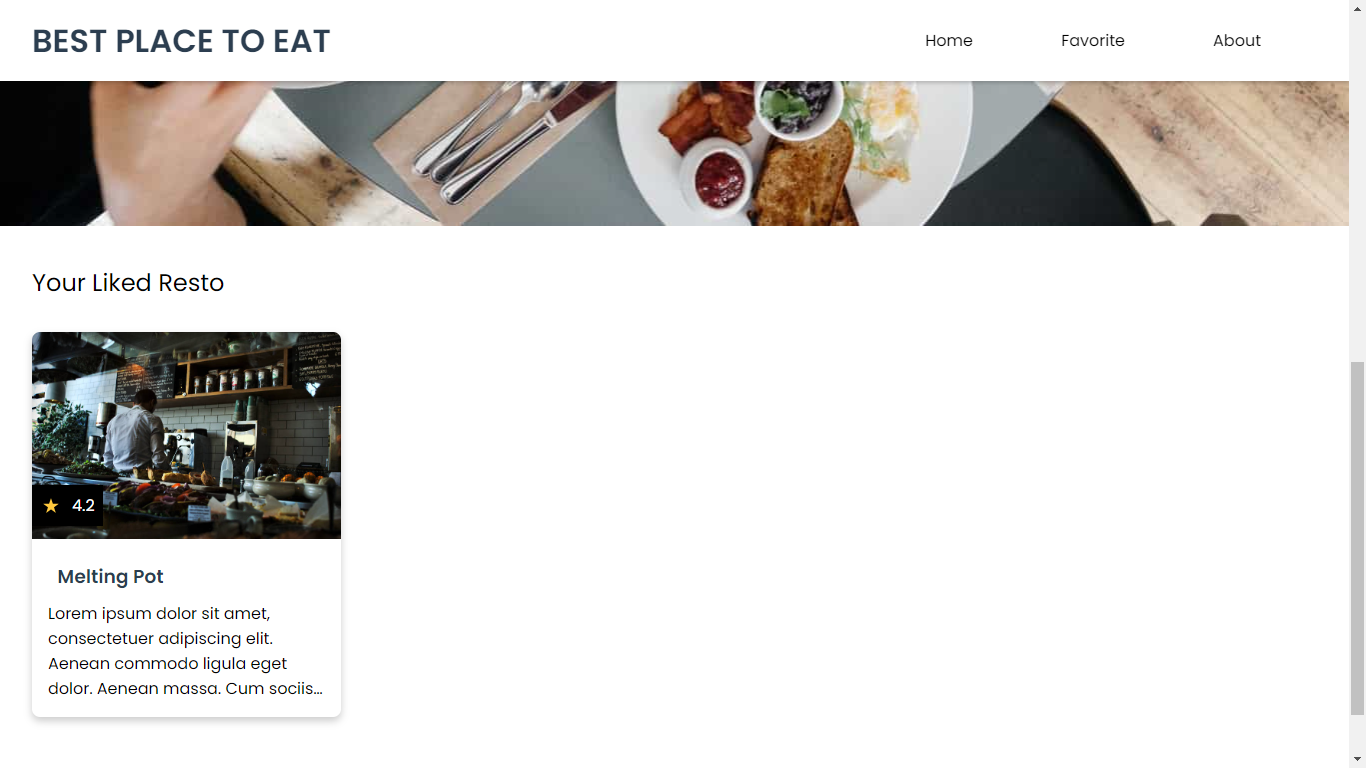 BEST PLACE TO EAT
Home
Favorite
About
Your Liked Resto
4.2
Melting Pot
Lorem ipsum dolor sit amet,
consectetuer adipiscing elit.
Aenean commodo ligula eget
dolor. Aenean massa. Cum sociis...